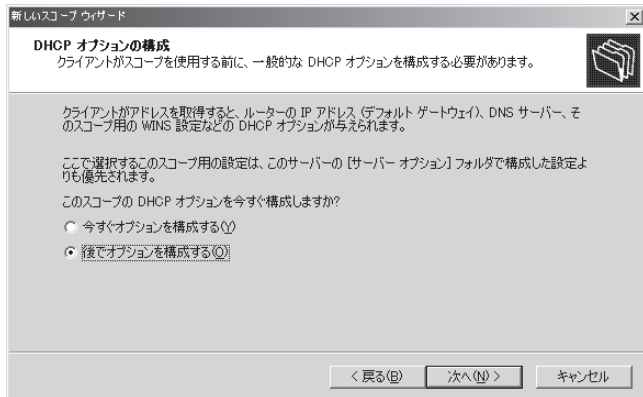 新しいスコープ ウィザード
DHCP オプションの構成
クライアントがスコープを使用する前に、一般的な DHCP オプションを構成する必要があります。
クライアントがアドレスを取得すると、ルーターの IP アドレス (デフォルト ゲートウェイ)、DNS サーバー、そ
のスコープ用の WINS 設定などの DHCP オプションが与えられます。
ここで選択するこのスコープ用の設定は、このサーバーの [サーバー オプション] フォルダで構成した設定よ
りも優先されます。
このスコープの DHCP オプションを今すぐ構成しますか?
今すぐオプションを構成する(Y)
後でオプションを構成する(O)
< 戻る(B) 次へ(N) > キャンセル